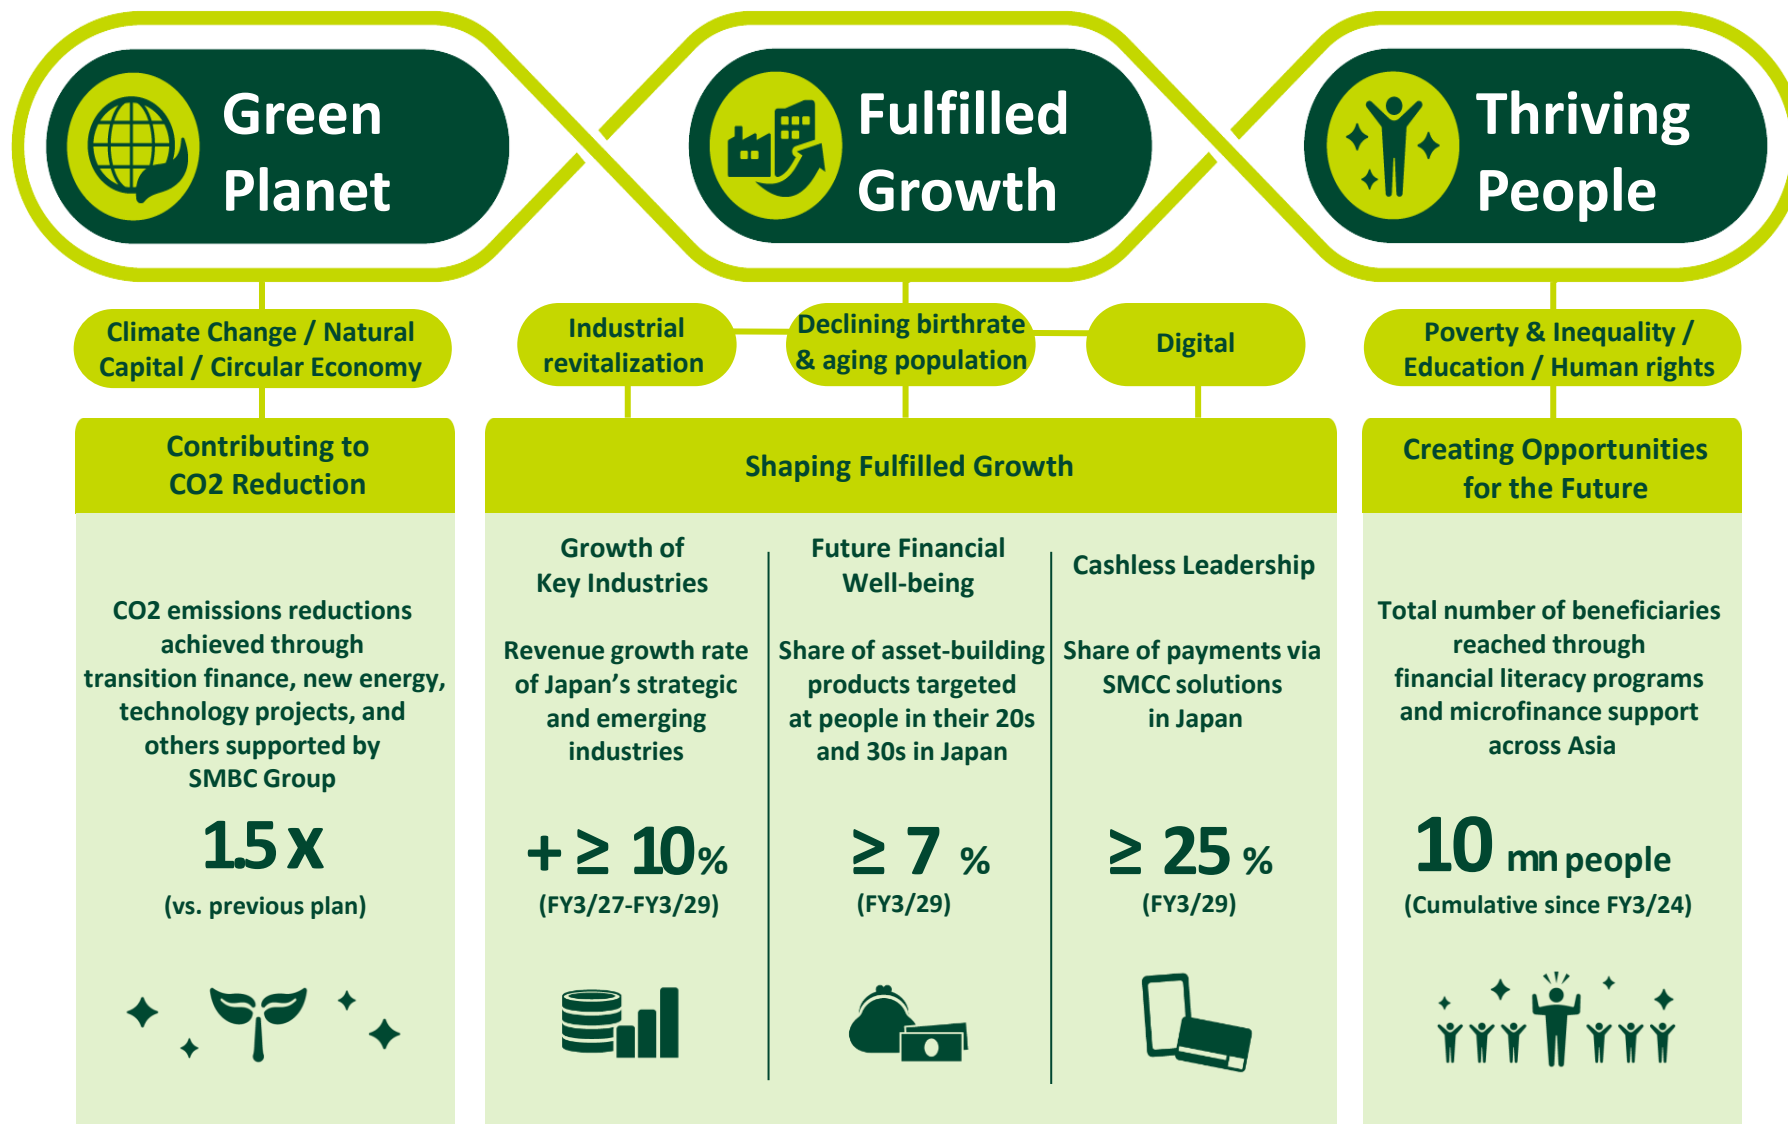 Green
Planet
Fulfilled
Growth
Thriving
People
Climate Change / Natural
Capital / Circular Economy
Industrial
revitalization
Declining birthrate
& aging population
Digital
Poverty & Inequality /
Education / Human rights
Contributing to
CO2 Reduction
CO2 emissions reductions
achieved through
transition finance, new energy,
technology projects, and
others supported by
SMBC Group
1.5 x
(vs. previous plan)
Shaping Fulfilled Growth
Growth of
Key Industries
Revenue growth rate
of Japan's strategic
and emerging
industries
+ ≥ 10%
(FY3/27-FY3/29)
Future Financial
Well-being
Share of asset-building
products targeted
at people in their 20s
and 30s in Japan
≥ 7 %
(FY3/29)
Cashless Leadership
Share of payments via
SMCC solutions
in Japan
≥ 25 %
(FY3/29)
Creating Opportunities
for the Future
Total number of beneficiaries
reached through
financial literacy programs
and microfinance support
across Asia
10 mn people
(Cumulative since FY3/24)